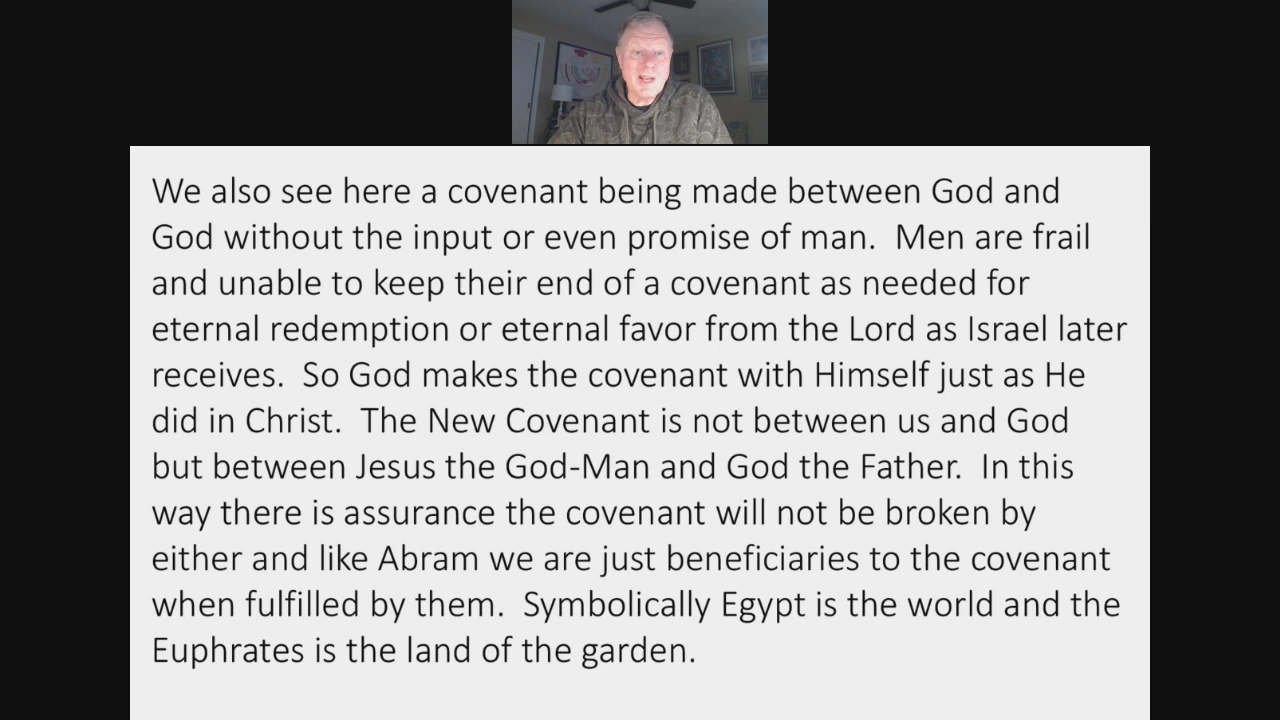 We also see here a covenant being made between God and
God without the input or even promise of man.  Men are frail
and unable to keep their end of a covenant as needed for
eternal redemption or eternal favor from the Lord as Israel later
receives.  So God makes the covenant with Himself just as He
did in Christ.  The New Covenant is not between us and God
but between Jesus the God-Man and God the Father.  In this
way there is assurance the covenant will not be broken by
either and like Abram we are just beneficiaries to the covenant
when fulfilled by them.  Symbolically Egypt is the world and the
Euphrates is the land of the garden.